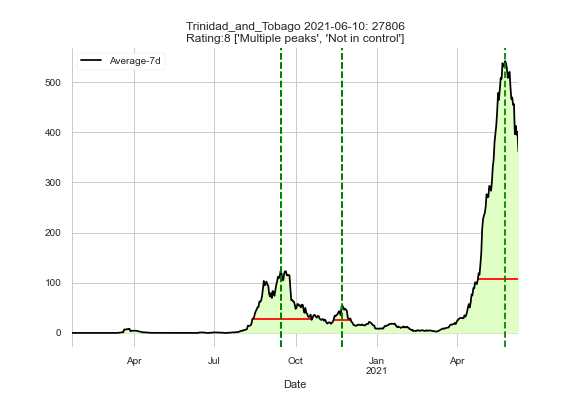 Trinidad_and_Tobago 2021-06-10: 27806
Rating:8 ['Multiple peaks', 'Not in control']
Average-7d
500
400
300
200
100
0
Apr
Jul
Oct
Jan
2021
Apr
Date